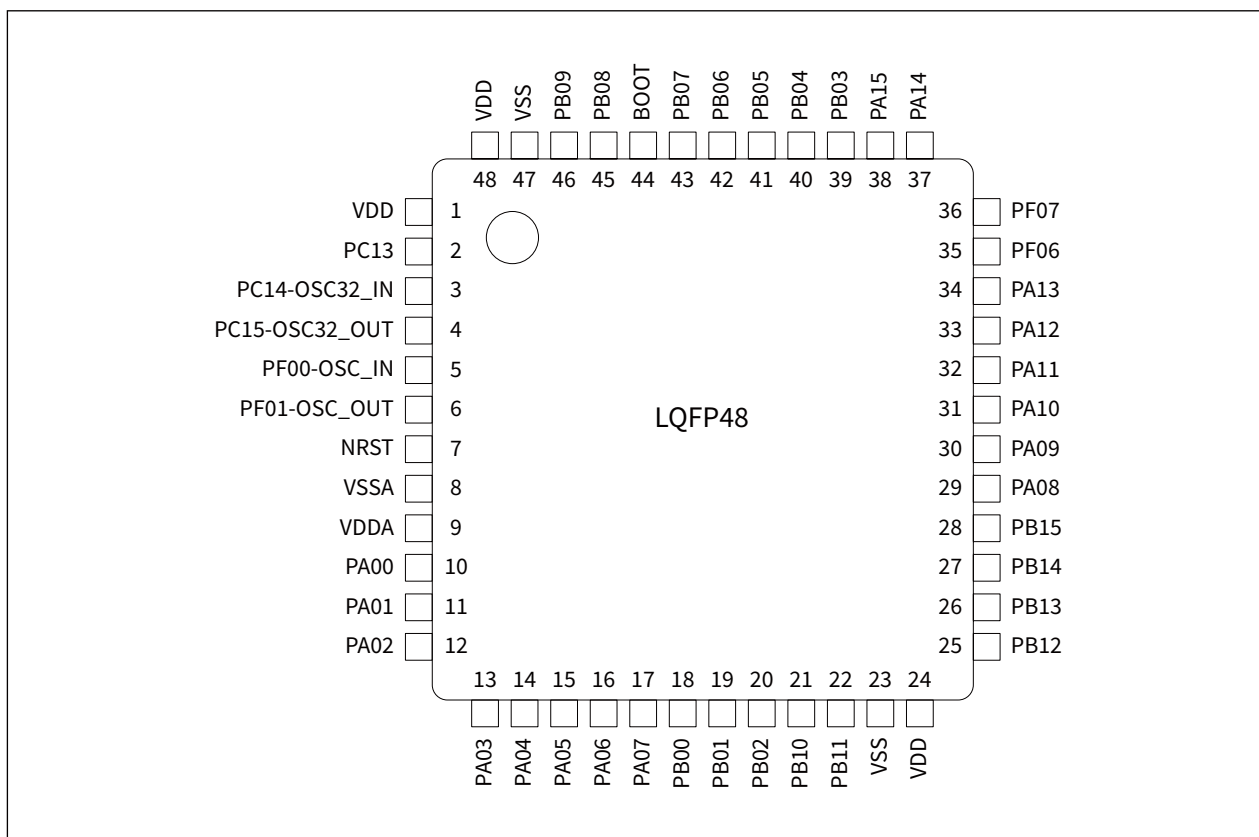 VDD
VSS
PB09
PB08
BOOT
PB07
PB06
PB05
PB04
PB03
PA15
PA14
48 47 46 45 44 43 42 41 40 39 38 37
VDD 1 36 PF07
PC13 2 35 PF06
PC14-OSC32_IN 3 34 PA13
PC15-OSC32_OUT 4 33 PA12
PF00-OSC_IN 5 32 PA11
PF01-OSC_OUT 6 31 PA10
LQFP48
NRST 7 30 PA09
VSSA 8 29 PA08
VDDA 9 28 PB15
PA00 10 27 PB14
PA01 11 26 PB13
PA02 12 25 PB12
13 14 15 16 17 18 19 20 21 22 23 24
PA03
PA04
PA05
PA06
PA07
PB00
PB01
PB02
PB10
PB11
VSS
VDD